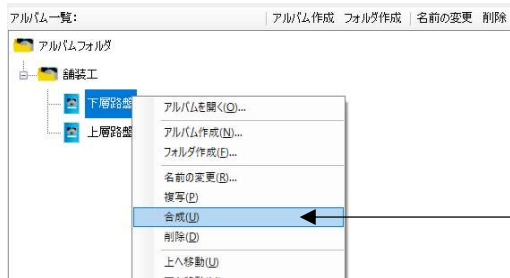 アルバム一覧: アルバム作成 フォルダ作成 名前の変更 削除
アルバムフォルダ
舗装工
下層路盤
上層路盤
アルバムを開く(O)...
アルバム作成(N)...
フォルダ作成(F)...
名前の変更(R)...
複写(P)
合成(U)
削除(D)
上へ移動(U)